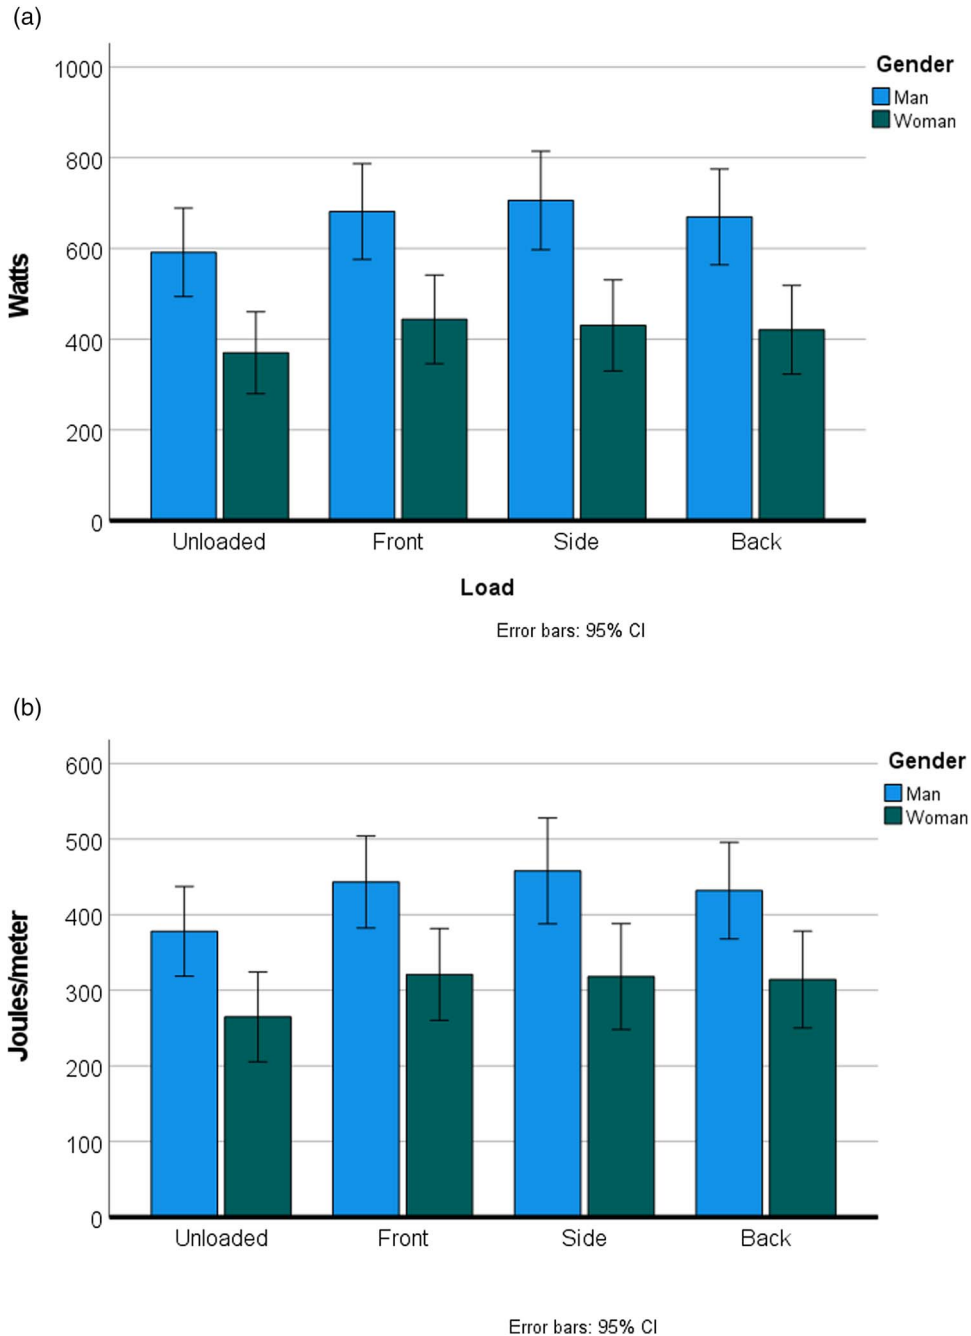 (a)
Gender
Man
Woman
Watts
1000
800
600
400
200
0
Unloaded Front Side Back
Load
Error bars: 95% CI
(b)
Gender
Man
Woman
Joules/meter
600
500
400
300
200
100
0
Unloaded Front Side Back
Error bars: 95% CI